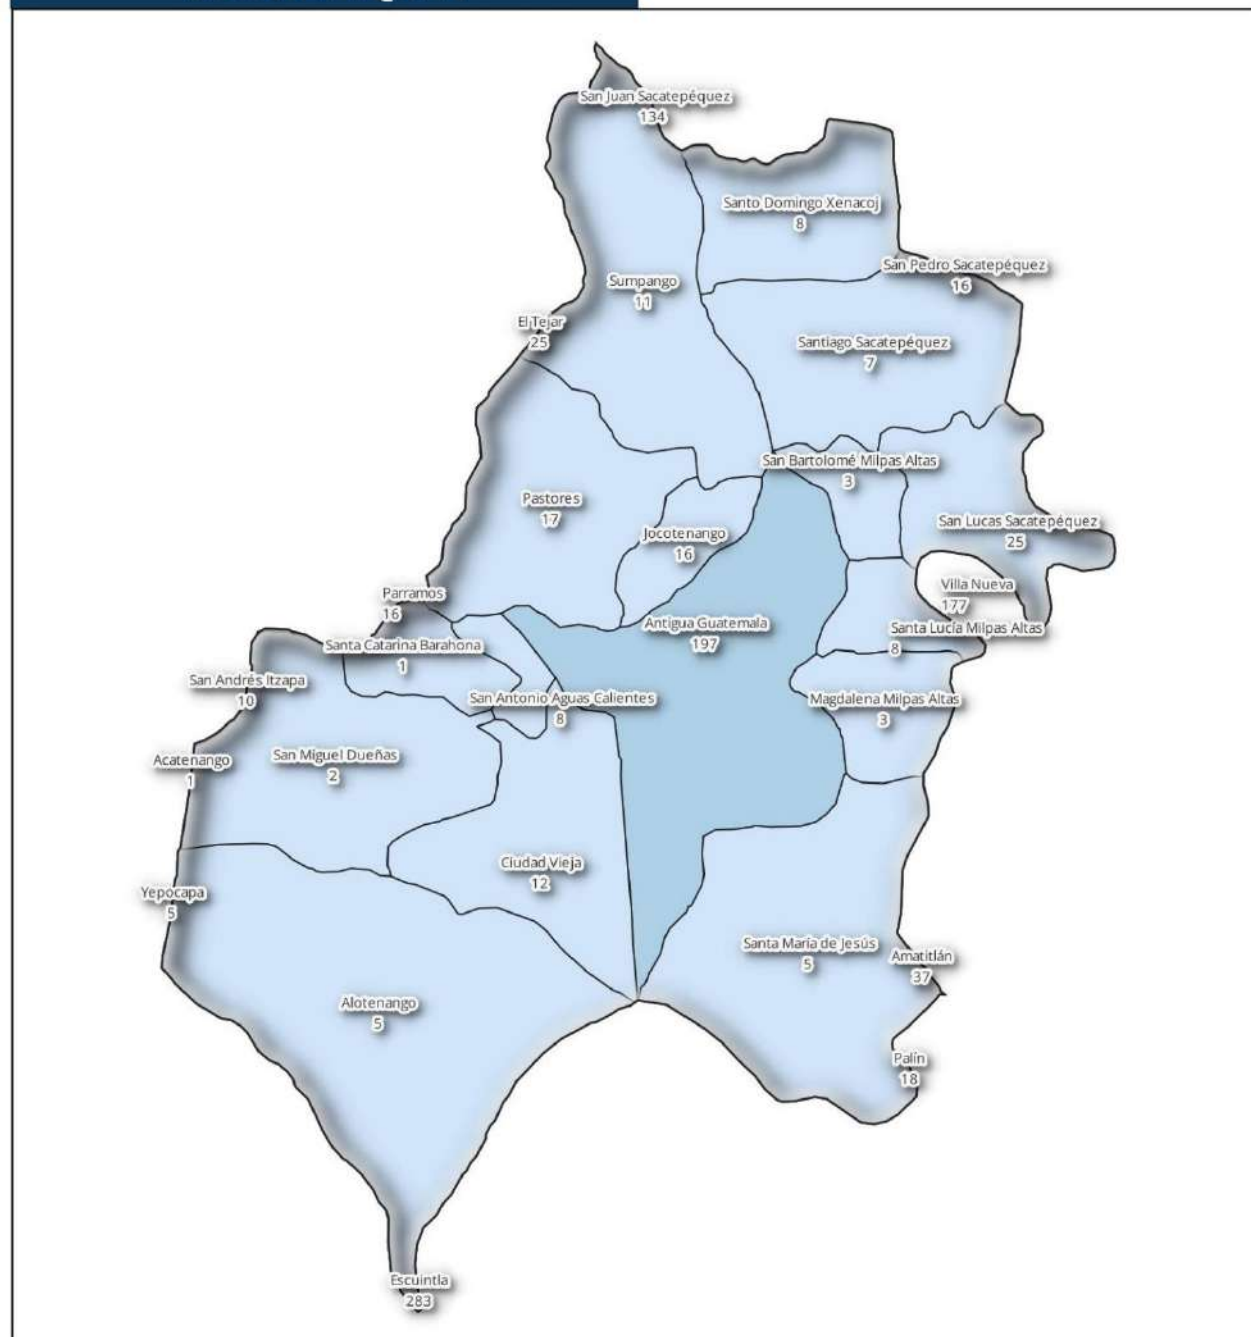 San Juan Sacatepéquez
134
Santo Domingo Xenacoj
8
San Pedro Sacatepéquez
16
Sumpango
11
El Tejar
25
Santiago Sacatepéquez
7
San Bartolomé Milpas Altas
3
Pastores
17
San Lucas Sacatepéquez
25
Jocotenango
16
Villa Nueva
177
Parramos
16
Antigua Guatemala
197
Santa Lucía Milpas Altas
8
Santa Catarina Barahona
1
San Andrés Itzapa
10
San Antonio Aguas Calientes
8
Magdalena Milpas Altas
3
Acatenango
1
San Miguel Dueñas
2
Ciudad Vieja
12
Yepocapa
5
Santa María de Jesús
5
Amatitlán
37
Alotenango
5
Palín
18
Escuintla
283